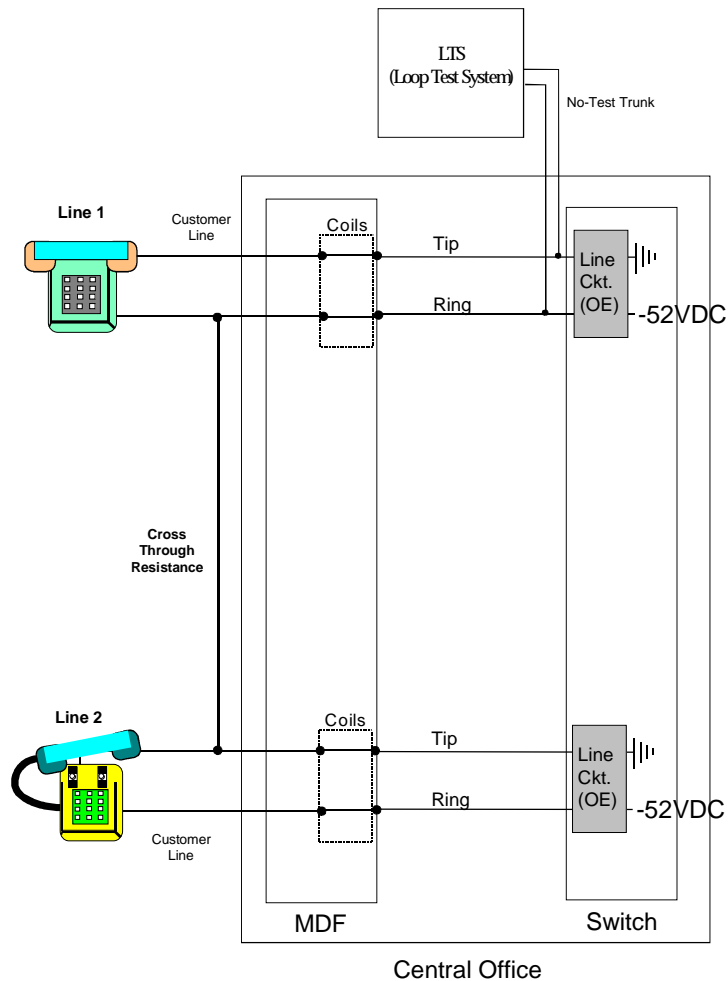 LTS
(Loop Test System)
No-Test Trunk
Line 1
Customer
Line
Coils
Tip
Ring
Line
Ckt.
(OE)
-52VDC
Cross
Through
Resistance
Line 2
Customer
Line
Coils
Tip
Ring
Line
Ckt.
(OE)
-52VDC
MDF
Switch
Central Office